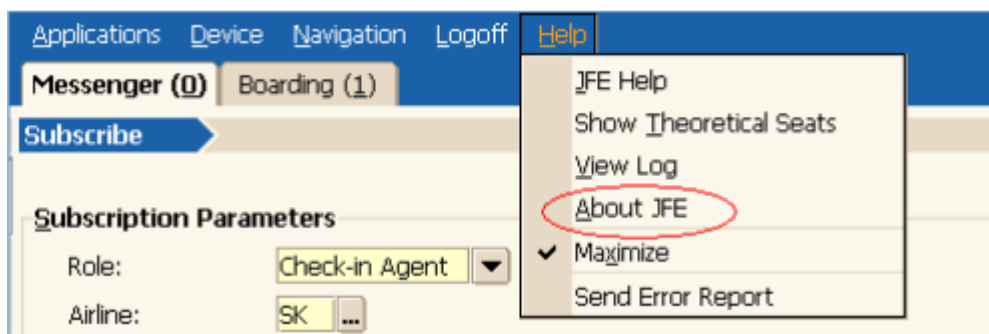 Applications Device Navigation Logoff Help
Messenger (0) Boarding (1)
JFE Help
Show Theoretical Seats
Subscribe
View Log
About JFE
Subscription Parameters
Maximize
Role: Check-in Agent
Send Error Report
Airline: SK ...